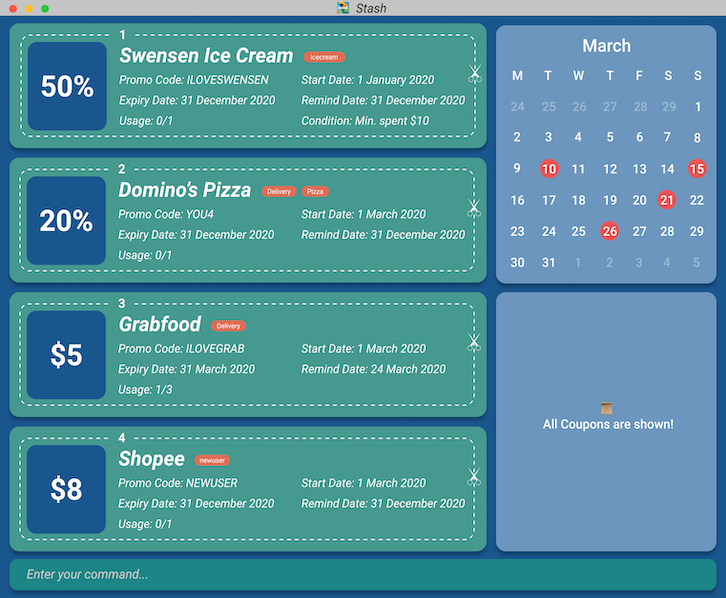 Stash
1
50%
Swensen Ice Cream icecream
Promo Code: ILOVESWENSEN Start Date: 1 January 2020
Expiry Date: 31 December 2020 Remind Date: 31 December 2020
Usage: 0/1 Condition: Min. spent $10
2
20%
Domino's Pizza Delivery Pizza
Promo Code: YOU4 Start Date: 1 March 2020
Expiry Date: 31 December 2020 Remind Date: 31 December 2020
Usage: 0/1
3
$5
Grabfood Delivery
Promo Code: ILOVEGRAB Start Date: 1 March 2020
Expiry Date: 31 March 2020 Remind Date: 24 March 2020
Usage: 1/3
4
$8
Shopee newuser
Promo Code: NEWUSER Start Date: 1 March 2020
Expiry Date: 31 December 2020 Remind Date: 31 December 2020
Usage: 0/1
March
M T W T F S S
24 25 26 27 28 29 1
2 3 4 5 6 7 8
9 10 11 12 13 14 15
16 17 18 19 20 21 22
23 24 25 26 27 28 29
30 31 1 2 3 4 5
All Coupons are shown!
Enter your command...